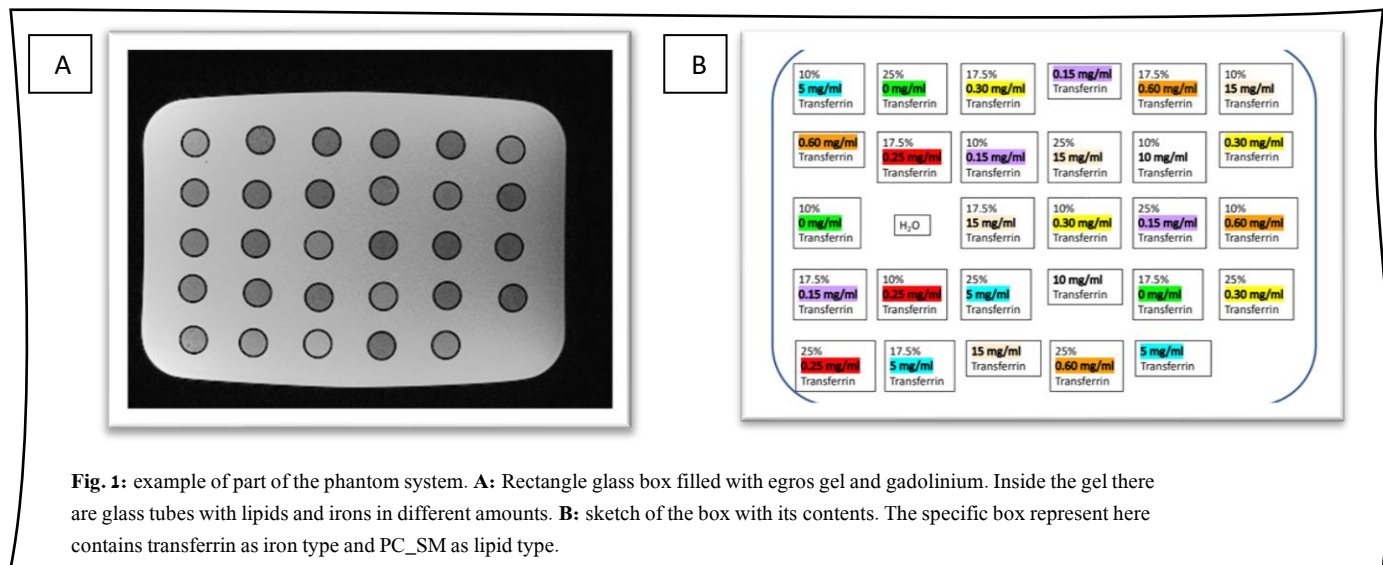 A
B
10%
5 mg/ml
Transferrin
25%
0 mg/ml
Transferrin
17.5%
0.30 mg/ml
Transferrin
0.15 mg/ml
Transferrin
17.5%
0.60 mg/ml
Transferrin
10%
15 mg/ml
Transferrin
0.60 mg/ml
Transferrin
17.5%
0.25 mg/ml
Transferrin
10%
0.15 mg/ml
Transferrin
25%
15 mg/ml
Transferrin
10%
10 mg/ml
Transferrin
0.30 mg/ml
Transferrin
10%
0 mg/ml
Transferrin
H₂O
17.5%
15 mg/ml
Transferrin
10%
0.30 mg/ml
Transferrin
25%
0.15 mg/ml
Transferrin
10%
0.60 mg/ml
Transferrin
17.5%
0.15 mg/ml
Transferrin
10%
0.25 mg/ml
Transferrin
25%
5 mg/ml
Transferrin
10 mg/ml
Transferrin
17.5%
0 mg/ml
Transferrin
25%
0.30 mg/ml
Transferrin
25%
0.25 mg/ml
Transferrin
17.5%
5 mg/ml
Transferrin
15 mg/ml
Transferrin
25%
0.60 mg/ml
Transferrin
5 mg/ml
Transferrin
Fig. 1: example of part of the phantom system. A: Rectangle glass box filled with egros gel and gadolinium. Inside the gel there
are glass tubes with lipids and irons in different amounts. B: sketch of the box with its contents. The specific box represent here
contains transferrin as iron type and PC_SM as lipid type.